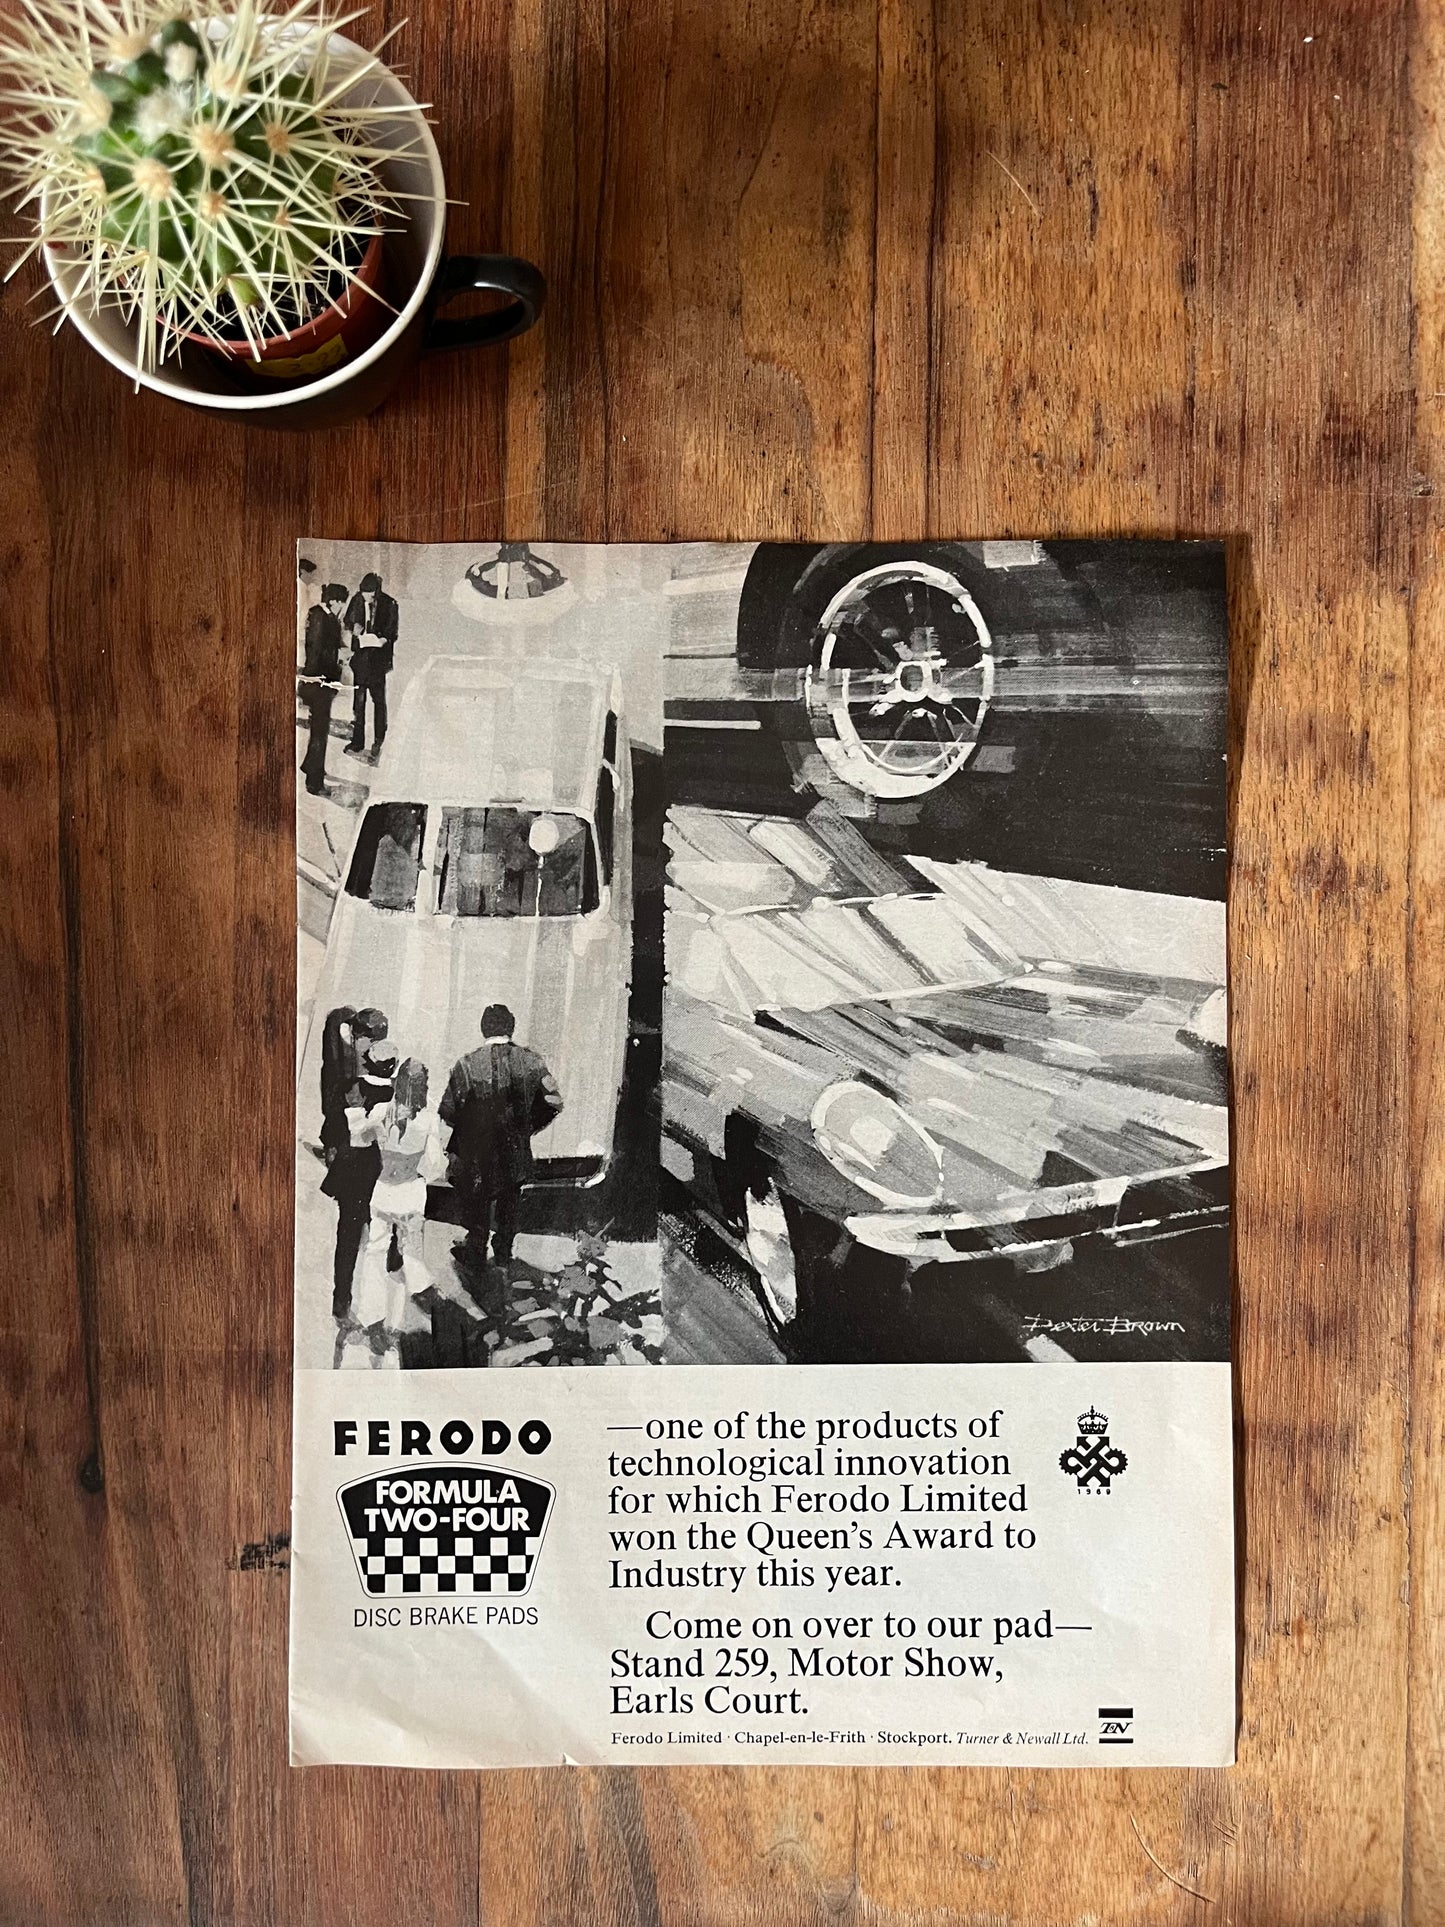 Dexter Brown
FERODO
FORMULA
TWO-FOUR
DISC BRAKE PADS
—one of the products of
technological innovation
for which Ferodo Limited
won the Queen's Award to
Industry this year.
1969
Come on over to our pad—
Stand 259, Motor Show,
Earls Court.
Ferodo Limited · Chapel-en-le-Frith · Stockport. Turner & Newall Ltd.
T&N